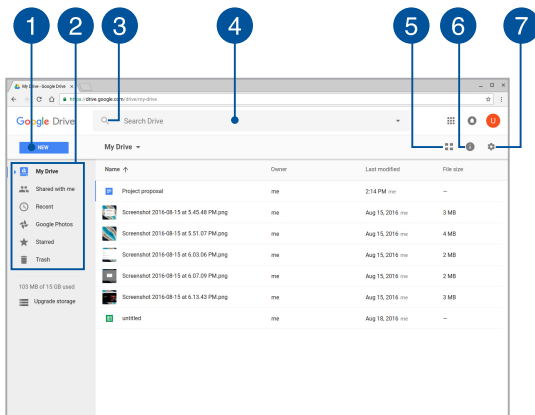 1 2 3 4 5 6 7
My Drive - Google Drive
https://drive.google.com/drive/my-drive
Google Drive
Search Drive
U
NEW
My Drive
My Drive
Shared with me
Recent
Google Photos
Starred
Trash
103 MB of 15 GB used
Upgrade storage
Name Owner Last modified File size
Project proposal me 2:14 PM me –
Screenshot 2016-08-15 at 5.45.48 PM.png me Aug 15, 2016 me 3 MB
Screenshot 2016-08-15 at 5.51.07 PM.png me Aug 15, 2016 me 4 MB
Screenshot 2016-08-15 at 6.03.06 PM.png me Aug 15, 2016 me 2 MB
Screenshot 2016-08-15 at 6.07.09 PM.png me Aug 15, 2016 me 2 MB
Screenshot 2016-08-15 at 6.13.43 PM.png me Aug 15, 2016 me 3 MB
untitled me Aug 18, 2016 me –